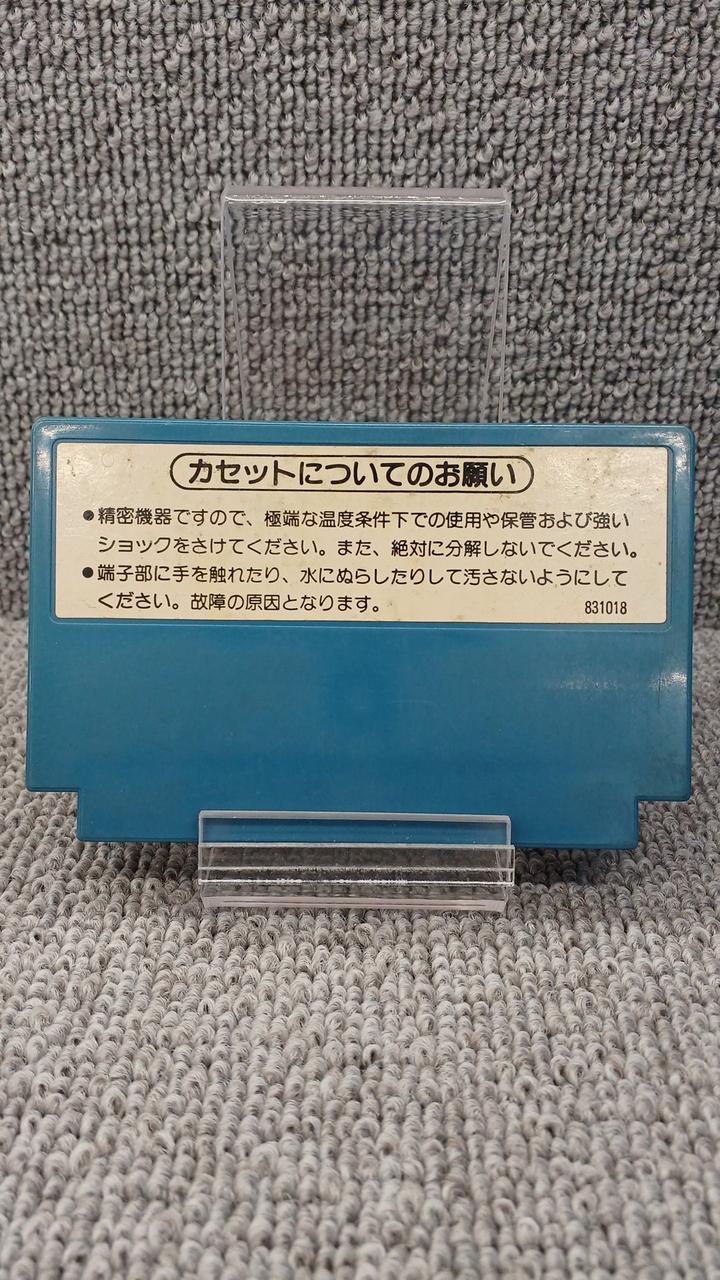 カセットについてのお願い
●精密機器ですので、極端な温度条件下での使用や保管および強い
ショックをさけてください。また、絶対に分解しないでください。
●端子部に手を触れたり、水にぬらしたりして汚さないようにして
ください。故障の原因となります。
831018